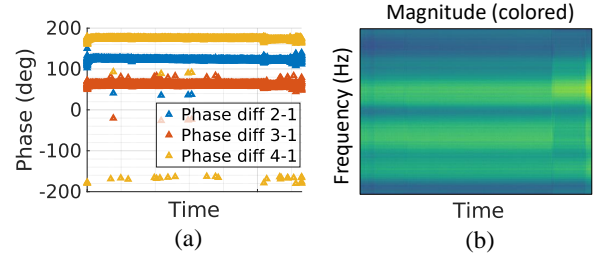 Phase (deg)
200
100
0
-100
-200
Phase diff 2-1
Phase diff 3-1
Phase diff 4-1
Time
(a)
Magnitude (colored)
Frequency (Hz)
Time
(b)